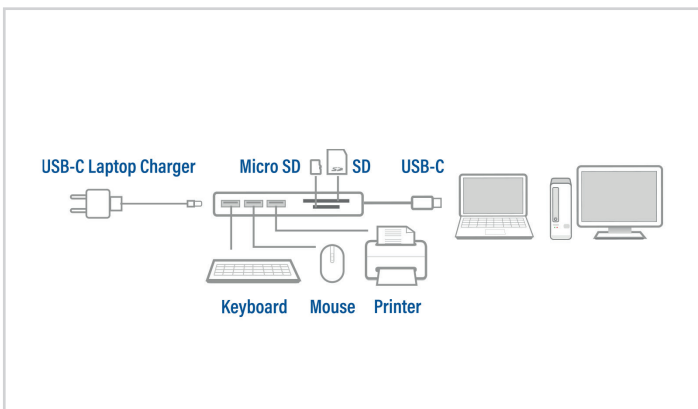 USB-C Laptop Charger
Micro SD
SD
USB-C
Keyboard
Mouse
Printer